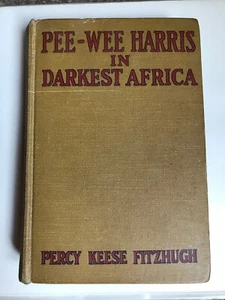 PEE-WEE HARRIS
IN
DARKEST AFRICA
PERCY KEESE FITZHUGH